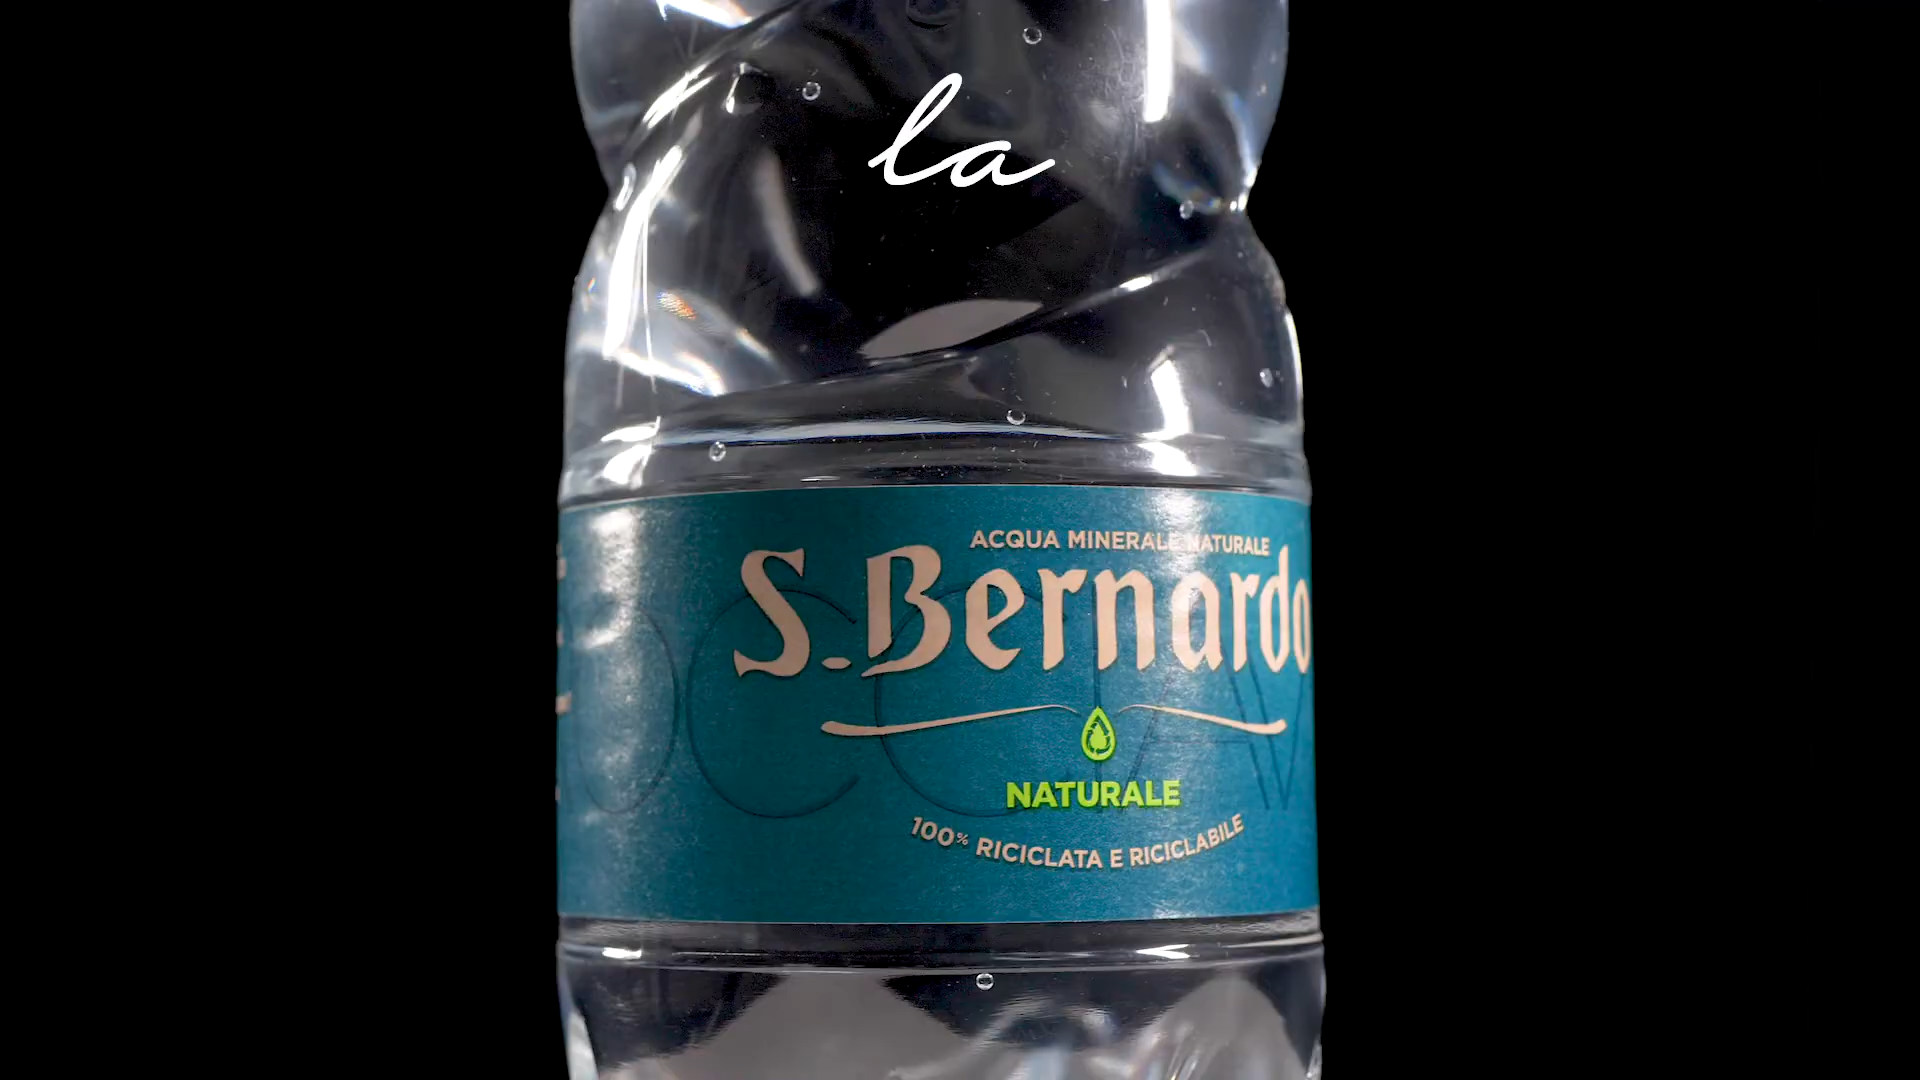 la
ACQUA MINERALE NATURALE
S.Bernardo
NATURALE
100% RICICLATA E RICICLABILE